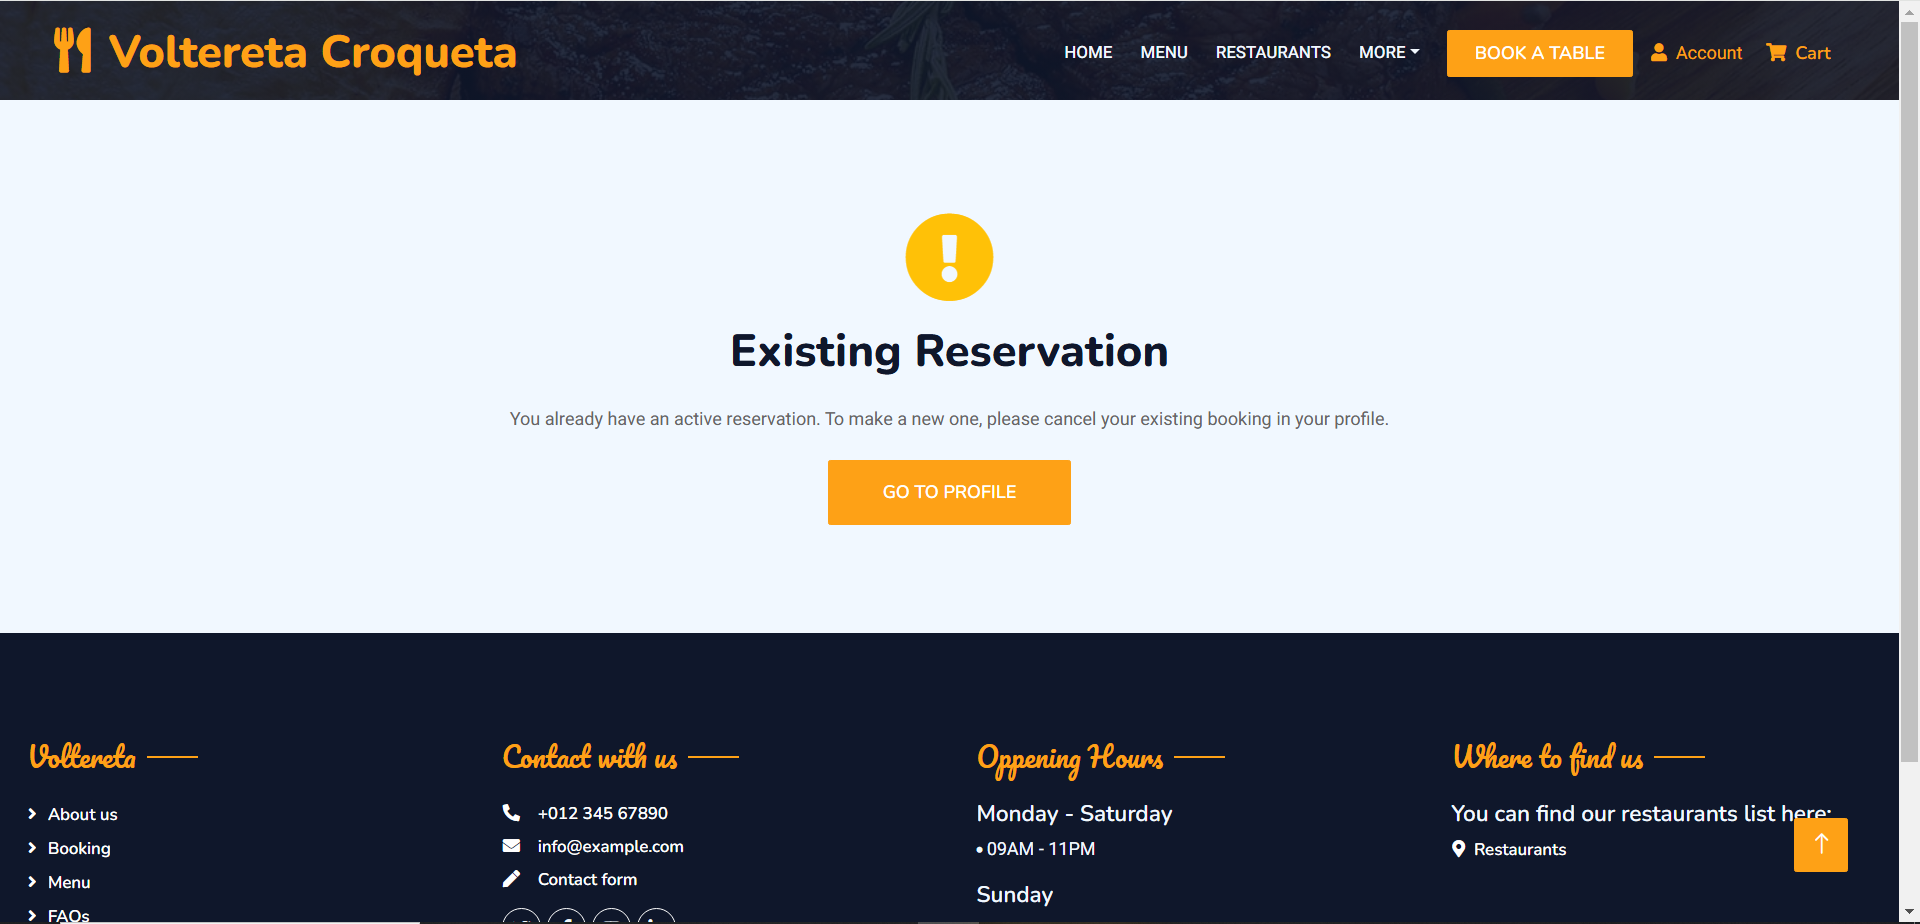 Voltereta Croqueta
HOME
MENU
RESTAURANTS
MORE
BOOK A TABLE
Account
Cart
Existing Reservation
You already have an active reservation. To make a new one, please cancel your existing booking in your profile.
GO TO PROFILE
Voltereta
About us
Booking
Menu
FAQs
Contact with us
+012 345 67890
info@example.com
Contact form
Oppening Hours
Monday - Saturday
• 09AM - 11PM
Sunday
Where to find us
You can find our restaurants list here:
Restaurants